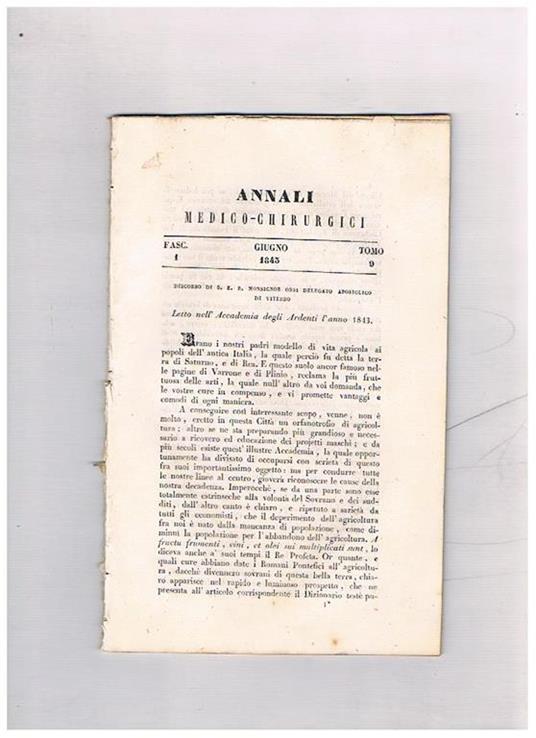 ANNALI
MEDICO-CHIRURGICI
FASC. GIUGNO TOMO
1 1843 9
DISCORSO DI S. E. R. MONSIGNOR ORSI DELEGATO APOSTOLICO
DI VITERBO
Letto nell'Accademia degli Ardenti l'anno 1843.
Erano i nostri padri modello di vita agricola ai
popoli dell'antica Italia, la quale perciò fu detta la ter-
ra di Saturno, e di Rea. E questo suolo ancor famoso nel-
le pagine di Varrone e di Plinio, reclama la più frut-
tuosa delle arti, la quale null'altro da voi domanda, che
le vostre cure in compenso, e vi promette vantaggi e
comodi di ogni maniera.
A conseguire così interessante scopo, venne, non è
molto, eretto in questa Città un orfanotrofio di agricol-
tura; altro se ne sta preparando più grandioso e neces-
sario a ricovero ed educazione dei projetti maschi; e da
più secoli esiste quest'illustre Accademia, la quale oppor-
tunamente ha divisato di occuparsi con serietà di questo
fra suoi importantissimo oggetto: ma per condurre tutte
le nostre linee al centro, gioverà riconoscere le cause della
nostra decadenza. Imperocchè, se da una parte sono esse
totalmente estrinseche alla volontà del Sovrano e dei sud-
diti, dall'altro canto è chiaro, e ripetuto a sazietà da
tutti gli economisti, che il deperimento dell'agricoltura
fra noi è nato dalla mancanza di popolazione, come di-
minuì la popolazione per l'abbandono dell'agricoltura. A
fructu frumenti, vini, et olei sui multiplicati sunt, lo
diceva anche a' suoi tempi il Re Profeta. Or quante, e
quali cure abbiano date i Romani Pontefici all'agricoltu-
ra, dacchè divennero sovrani di questa bella terra, chia-
ro apparisce nel rapido e luminoso prospetto, che ne
presenta all'articolo corrispondente il Dizionario testè pu-
1*